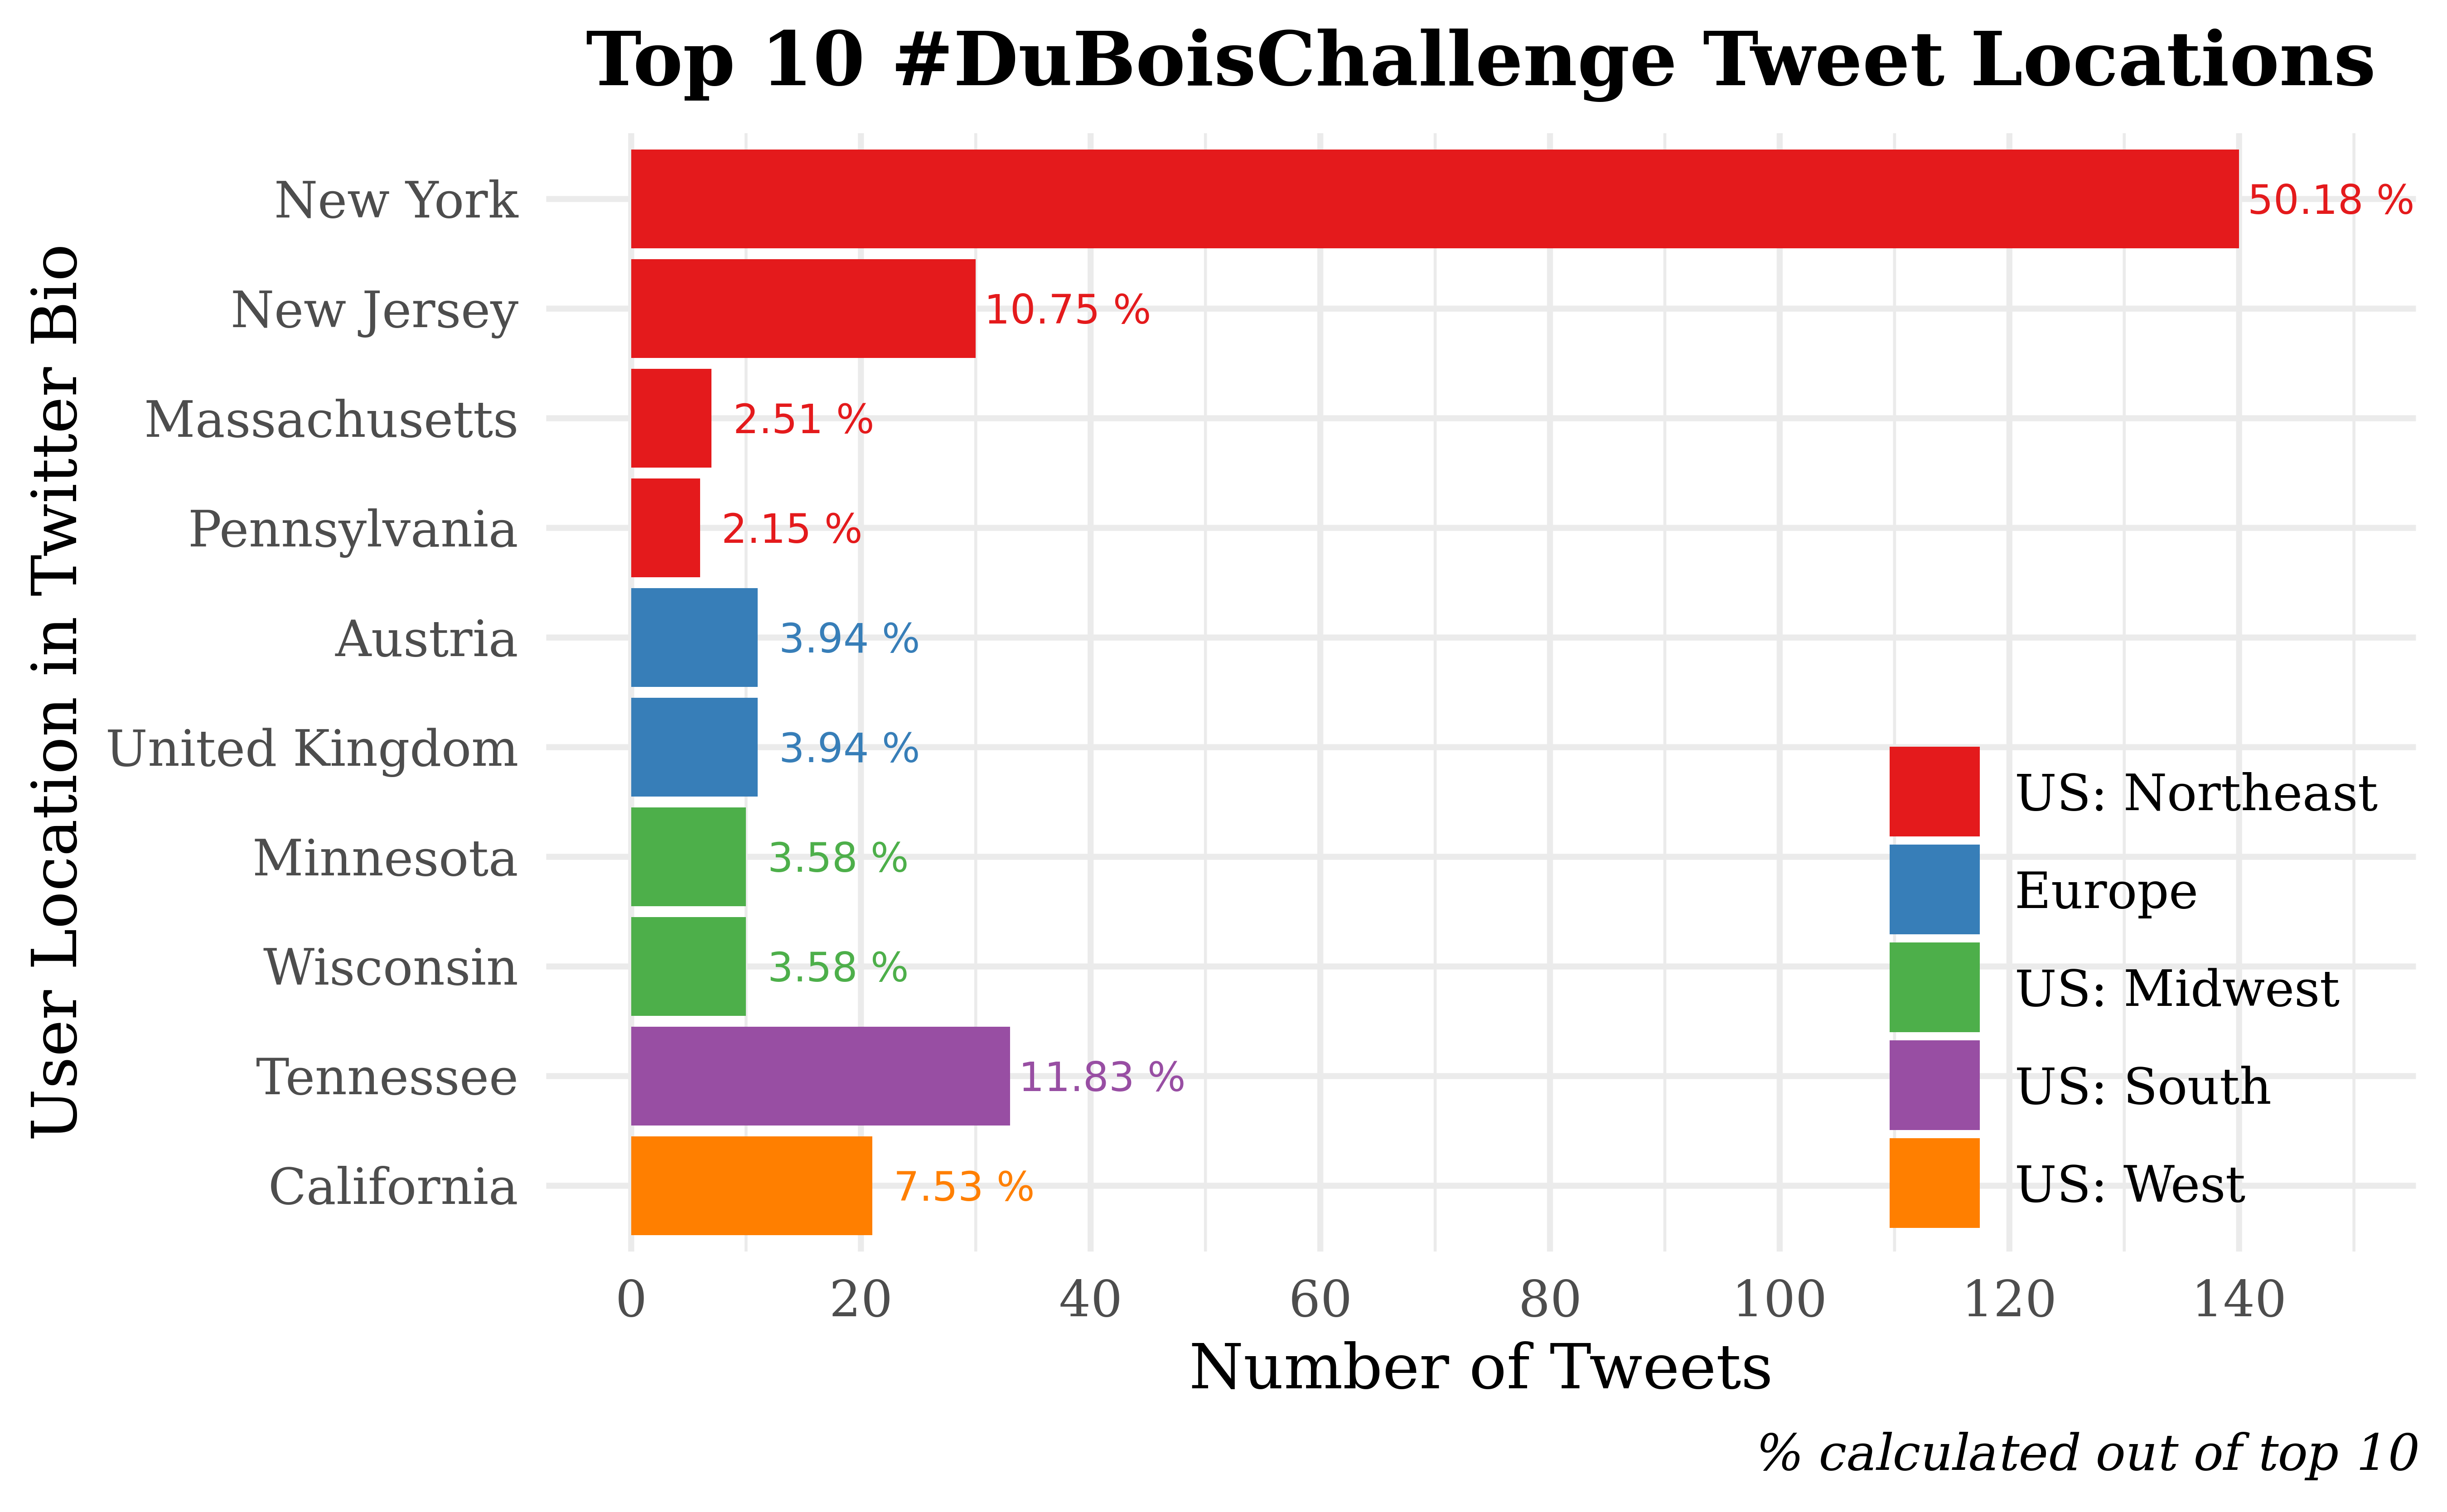 Top 10 #DuBoisChallenge Tweet Locations
User Location in Twitter Bio
New York
50.18 %
New Jersey
10.75 %
Massachusetts
2.51 %
Pennsylvania
2.15 %
Austria
3.94 %
United Kingdom
3.94 %
Minnesota
3.58 %
Wisconsin
3.58 %
Tennessee
11.83 %
California
7.53 %
US: Northeast
Europe
US: Midwest
US: South
US: West
0 20 40 60 80 100 120 140
Number of Tweets
% calculated out of top 10